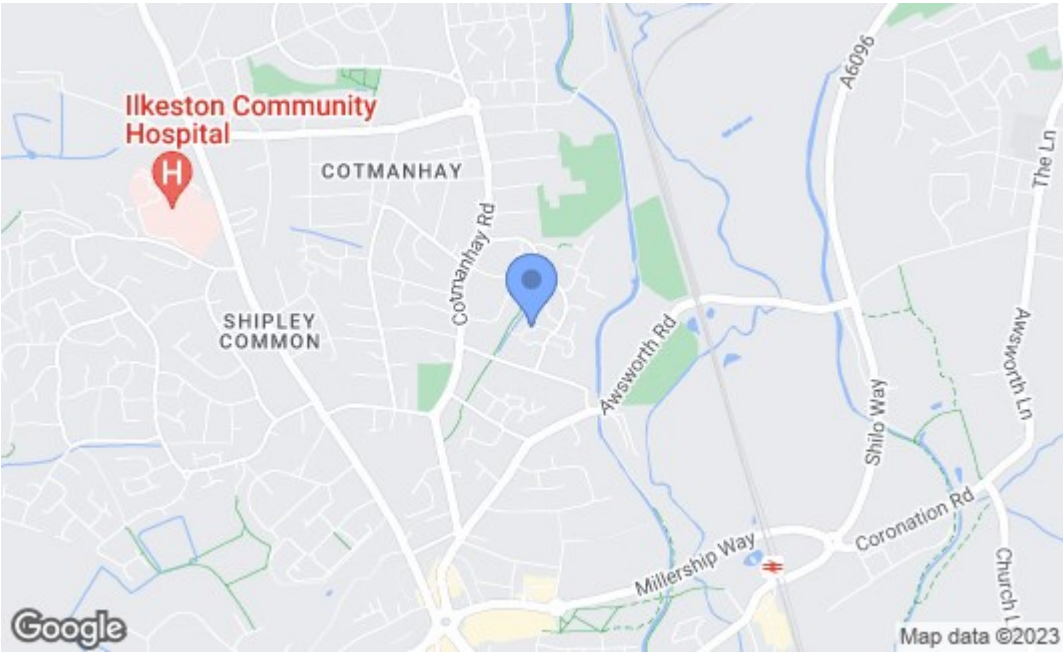 A6096
Ilkeston Community
Hospital
H
COTMANHAY
The Ln
Cotmanhay Rd
SHIPLEY
COMMON
Awsworth Rd
Awsworth Ln
Shilo Way
Coronation Rd
Millership Way
Church L
Google
Map data ©2023